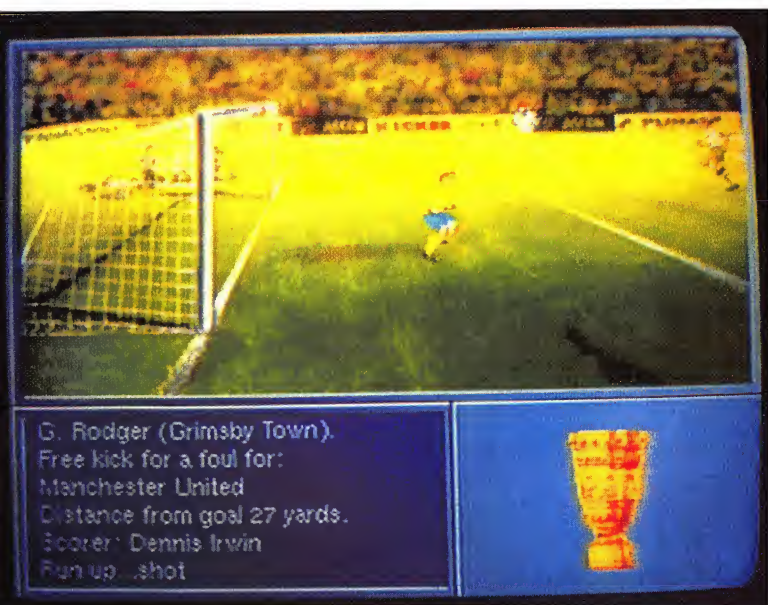 KICKER
G. Rodger (Grimsby Town).
Free kick for a foul for:
Manchester United
Distance from goal 27 yards.
Scorer: Dennis Irwin
Run up...shot